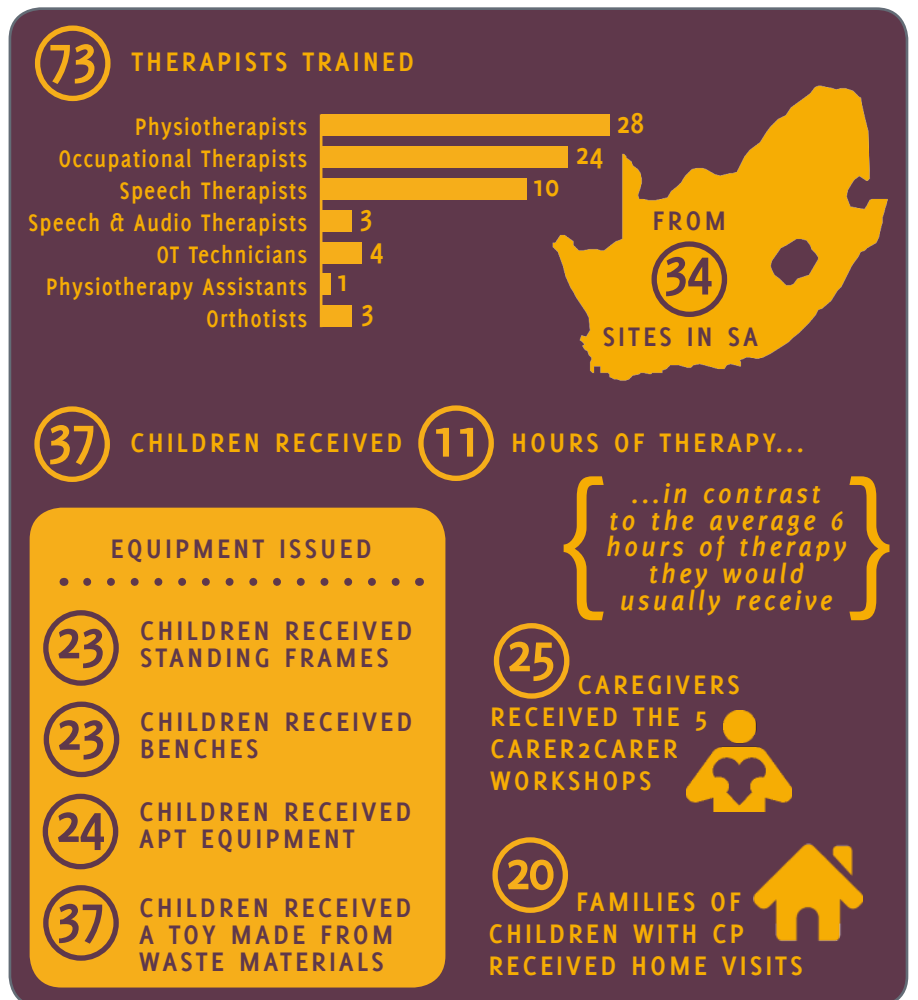 73 THERAPISTS TRAINED
Physiotherapists 28
Occupational Therapists 24
Speech Therapists 10
Speech & Audio Therapists 3
OT Technicians 4
Physiotherapy Assistants 1
Orthotists 3
FROM
34
SITES IN SA
37 CHILDREN RECEIVED 11 HOURS OF THERAPY...
...in contrast
to the average 6
hours of therapy
they would
usually receive
EQUIPMENT ISSUED
23 CHILDREN RECEIVED
STANDING FRAMES
23 CHILDREN RECEIVED
BENCHES
24 CHILDREN RECEIVED
APT EQUIPMENT
37 CHILDREN RECEIVED
A TOY MADE FROM
WASTE MATERIALS
25 CAREGIVERS
RECEIVED THE 5
CARER2CARER
WORKSHOPS
20 FAMILIES OF
CHILDREN WITH CP
RECEIVED HOME VISITS